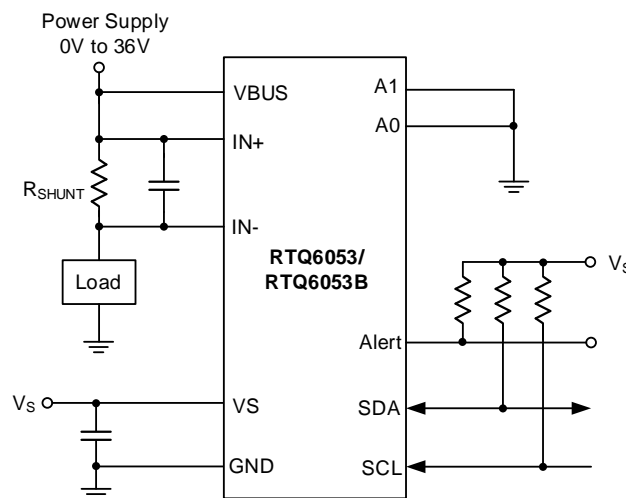 Power Supply
0V to 36V
VBUS
A1
A0
IN+
RSHUNT
IN-
RTQ6053/
RTQ6053B
Load
VS
Alert
VS
VS
SDA
GND
SCL